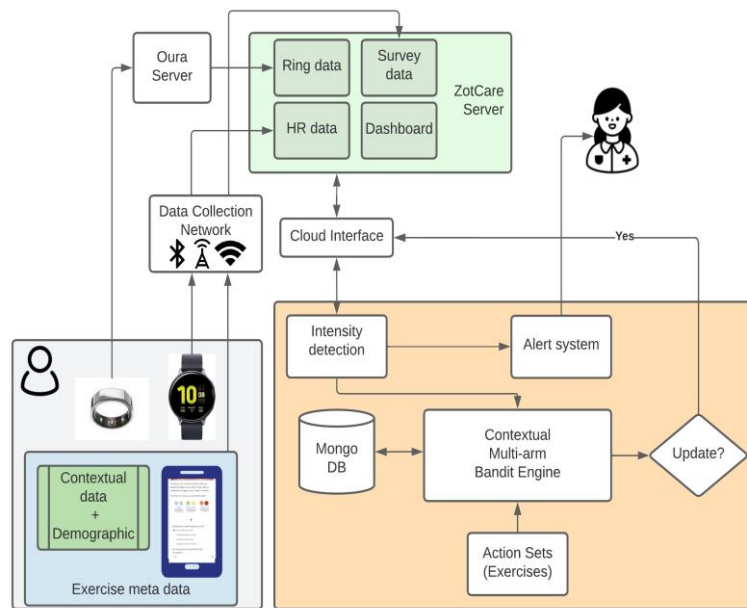 Oura
Server
Ring data
Survey
data
ZotCare
Server
HR data
Dashboard
Data Collection
Network
Cloud Interface
Yes
Intensity
detection
Alert system
10
08
Mongo
DB
Contextual
Multi-arm
Bandit Engine
Update?
Contextual
data
+
Demographic
Action Sets
(Exercises)
Exercise meta data